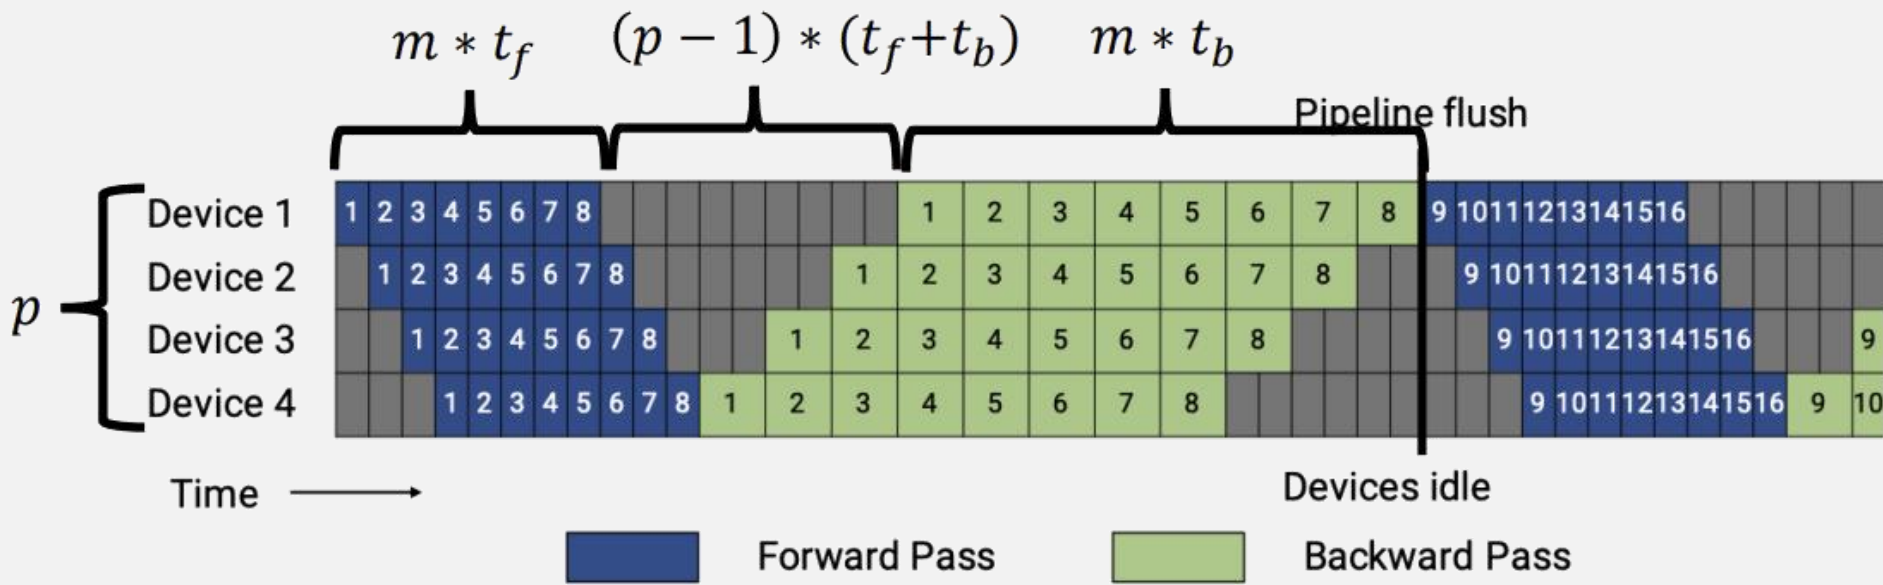 m * t_f (p − 1) * (t_f+t_b) m * t_b
Pipeline flush
Device 1 1 2 3 4 5 6 7 8 1 2 3 4 5 6 7 8 9 10 11 12 13 14 15 16
Device 2 1 2 3 4 5 6 7 8 1 2 3 4 5 6 7 8 9 10 11 12 13 14 15 16
p
Device 3 1 2 3 4 5 6 7 8 1 2 3 4 5 6 7 8 9 10 11 12 13 14 15 16 9
Device 4 1 2 3 4 5 6 7 8 1 2 3 4 5 6 7 8 9 10 11 12 13 14 15 16 9 10
Time
Devices idle
Forward Pass Backward Pass